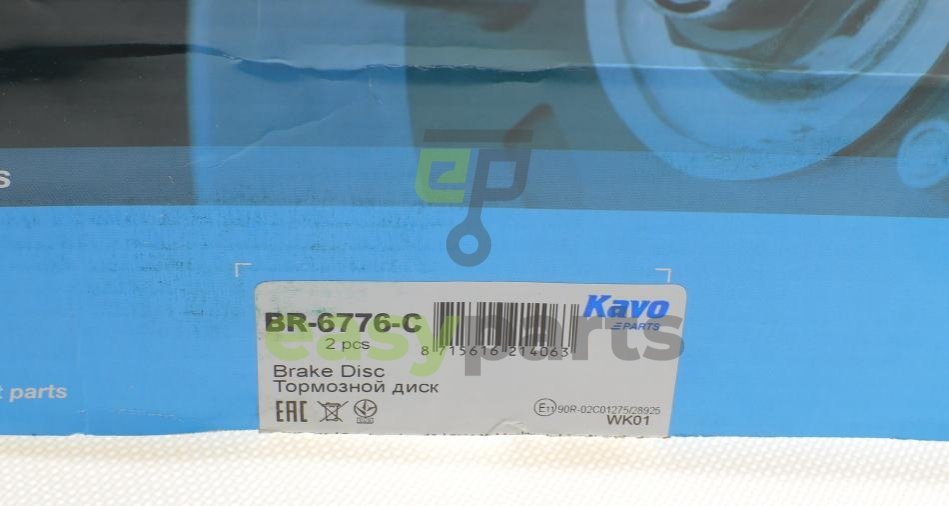 s
ep
BR-6776-C
2 pcs
8 715616 214063
Kavo
PARTS
easyparts
Brake Disc
Тормозной диск
t parts
EAC
E11 90R-02C01275/28925
WK01